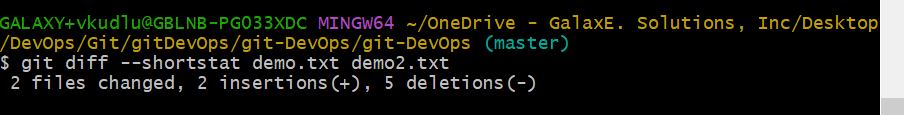 GALAXY+vkudlu@GBLNB-PG033XDC MINGW64 ~/OneDrive - GalaxE. Solutions, Inc/Desktop
/DevOps/Git/gitDevOps/git-DevOps/git-DevOps (master)
$ git diff --shortstat demo.txt demo2.txt
 2 files changed, 2 insertions(+), 5 deletions(-)